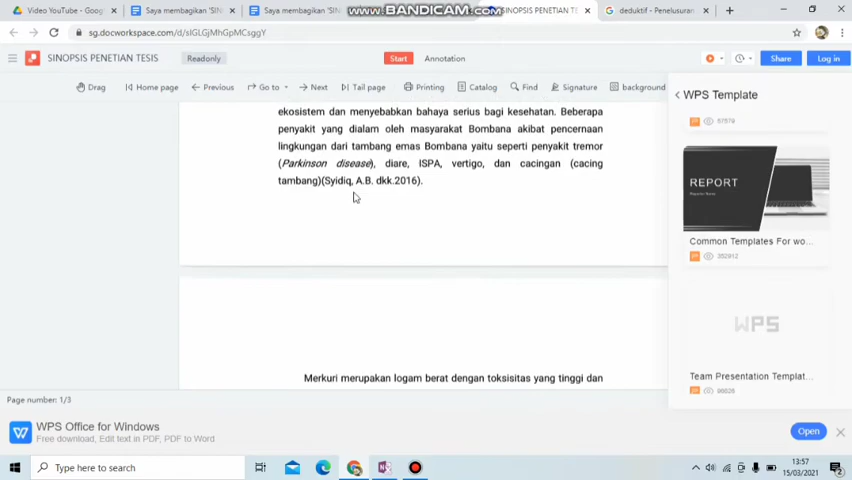 Video YouTube - Googl
Saya membagikan 'SIN
Saya membagikan 'SIN
www.BANDICAM.com
SINOPSIS PENETIAN TE
deduktif - Penelusuran
sg.docworkspace.com/d/sIGLGjMhGpMCsggY
SINOPSIS PENETIAN TESIS
Readonly
Start
Annotation
Share
Log in
Drag
Home page
Previous
Go to
Next
Tail page
Printing
Catalog
Find
Signature
background
WPS Template
ekosistem dan menyebabkan bahaya serius bagi kesehatan. Beberapa
penyakit yang dialam oleh masyarakat Bombana akibat pencernaan
lingkungan dari tambang emas Bombana yaitu seperti penyakit tremor
(Parkinson disease), diare, ISPA, vertigo, dan cacingan (cacing
tambang)(Syidiq, A.B. dkk.2016).
Merkuri merupakan logam berat dengan toksisitas yang tinggi dan
67579
REPORT
Common Templates For wo...
352912
WPS
Team Presentation Templat...
96026
Page number: 1/3
WPS Office for Windows
Free download, Edit text in PDF, PDF to Word
Open
Type here to search
13:57
15/03/2021
2